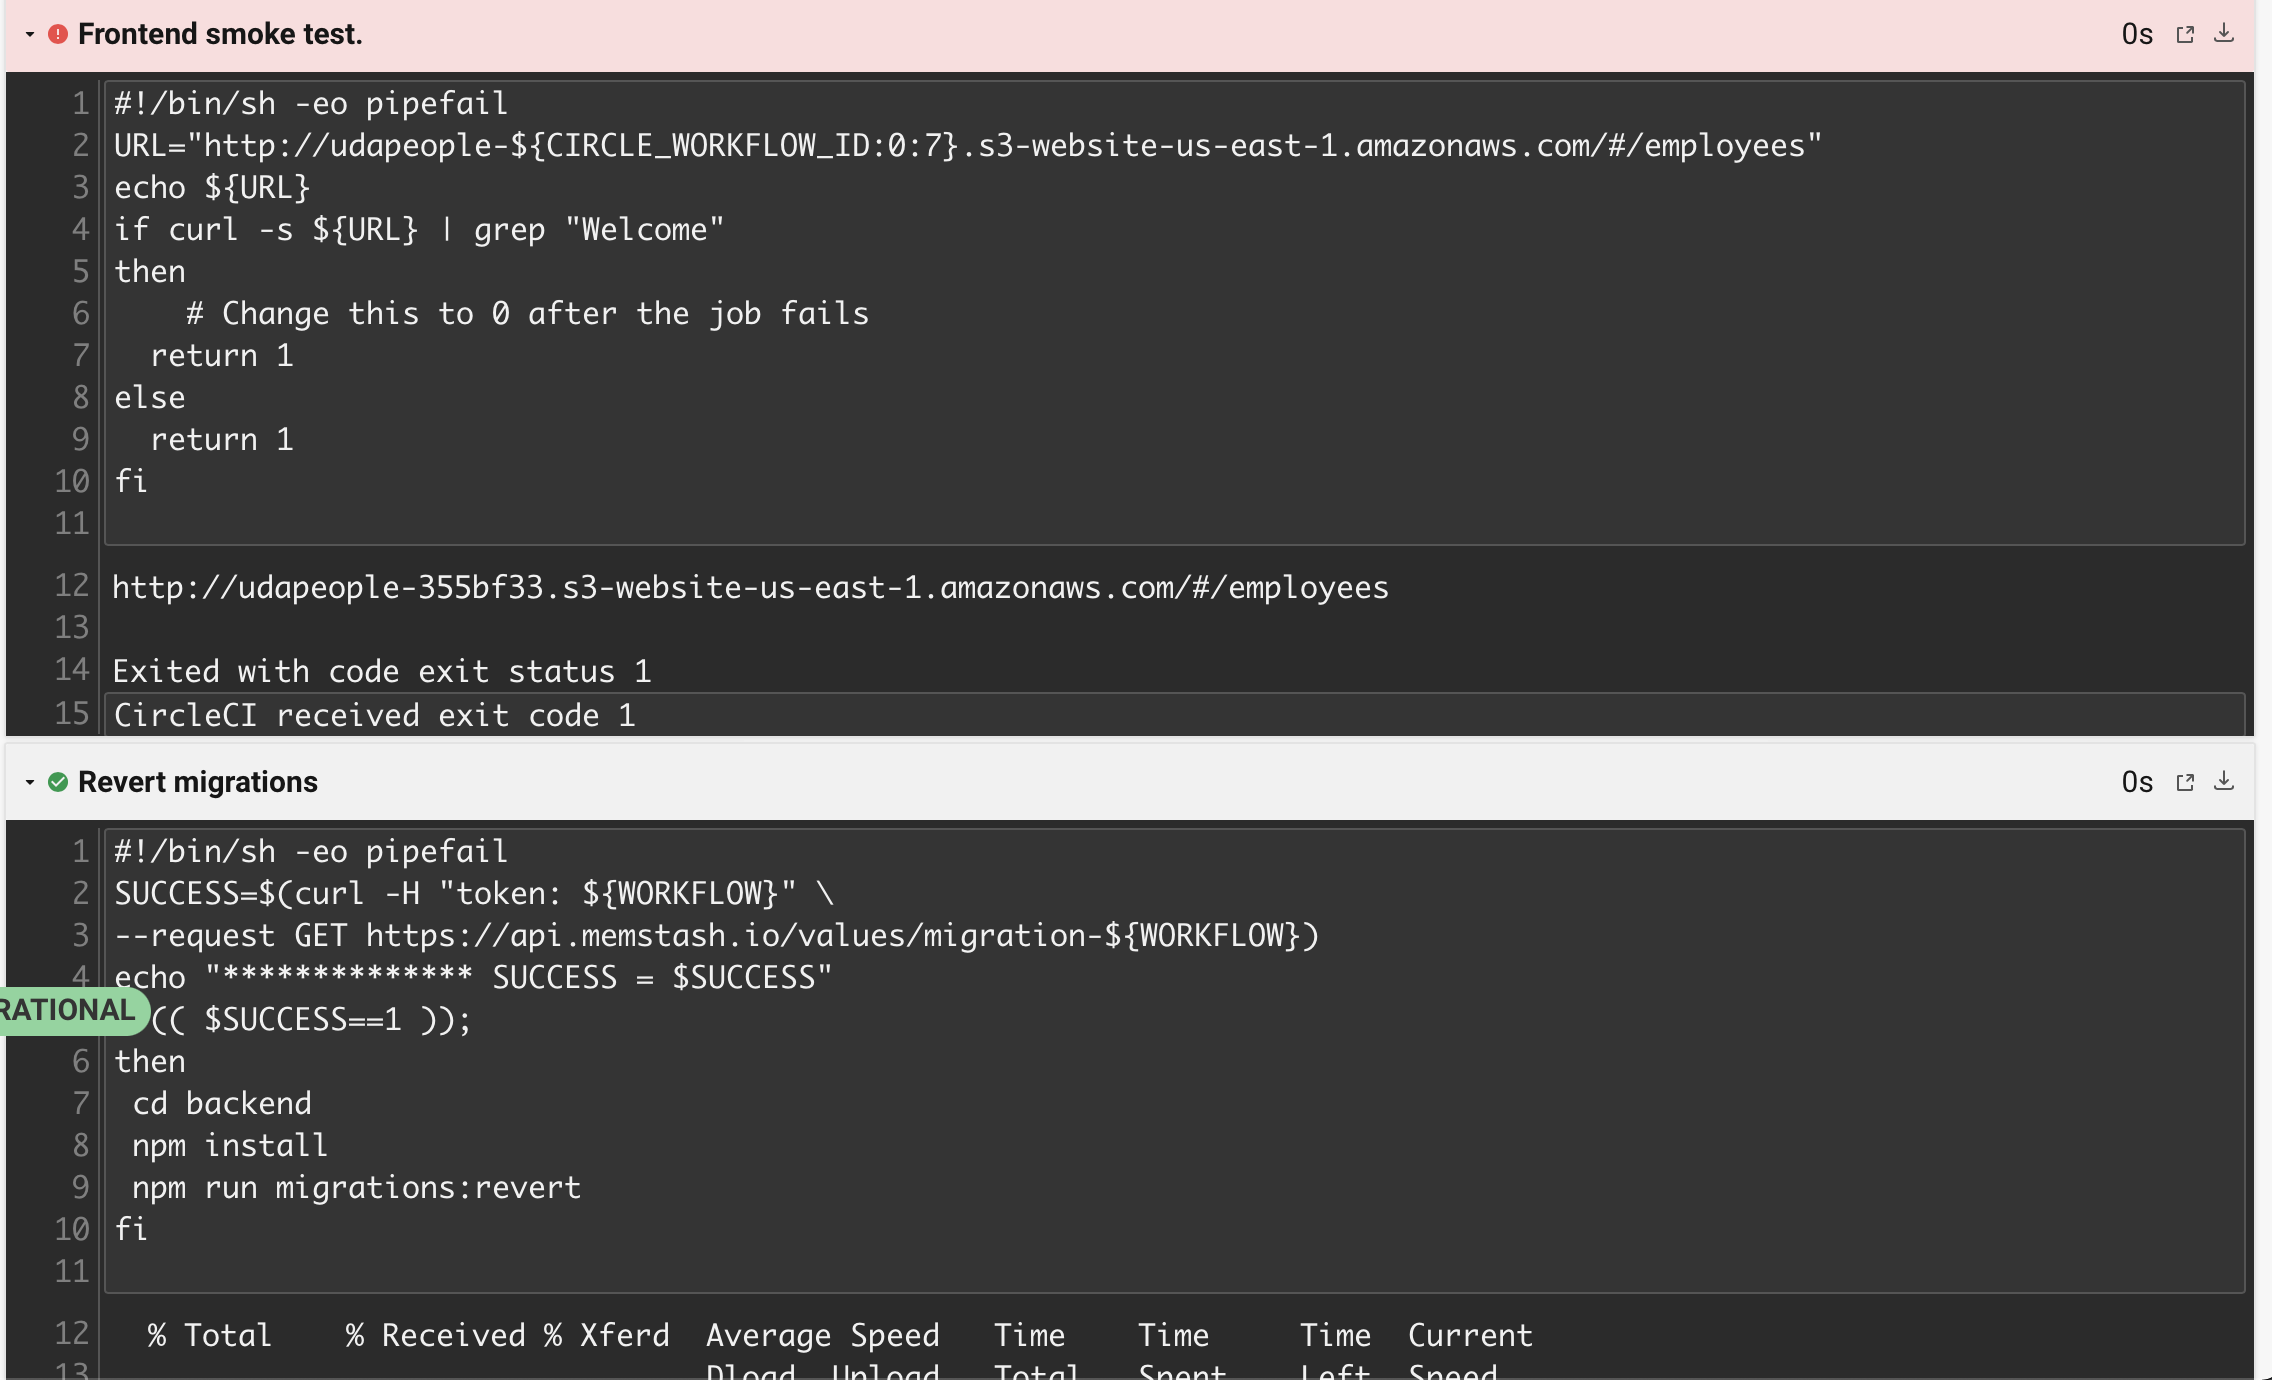 Frontend smoke test.
0s
1 #!/bin/sh -eo pipefail
2 URL="http://udapeople-${CIRCLE_WORKFLOW_ID:0:7}.s3-website-us-east-1.amazonaws.com/#/employees"
3 echo ${URL}
4 if curl -s ${URL} | grep "Welcome"
5 then
6     # Change this to 0 after the job fails
7   return 1
8 else
9   return 1
10 fi
11
12 http://udapeople-355bf33.s3-website-us-east-1.amazonaws.com/#/employees
13
14 Exited with code exit status 1
15 CircleCI received exit code 1
Revert migrations
0s
1 #!/bin/sh -eo pipefail
2 SUCCESS=$(curl -H "token: ${WORKFLOW}" \
3 --request GET https://api.memstash.io/values/migration-${WORKFLOW})
4 echo "************** SUCCESS = $SUCCESS"
RATIONAL (( $SUCCESS==1 ));
6 then
7  cd backend
8  npm install
9  npm run migrations:revert
10 fi
11
12   % Total    % Received % Xferd  Average Speed   Time    Time     Time  Current
13                                  Dload  Upload   Total   Spent    Left  Speed